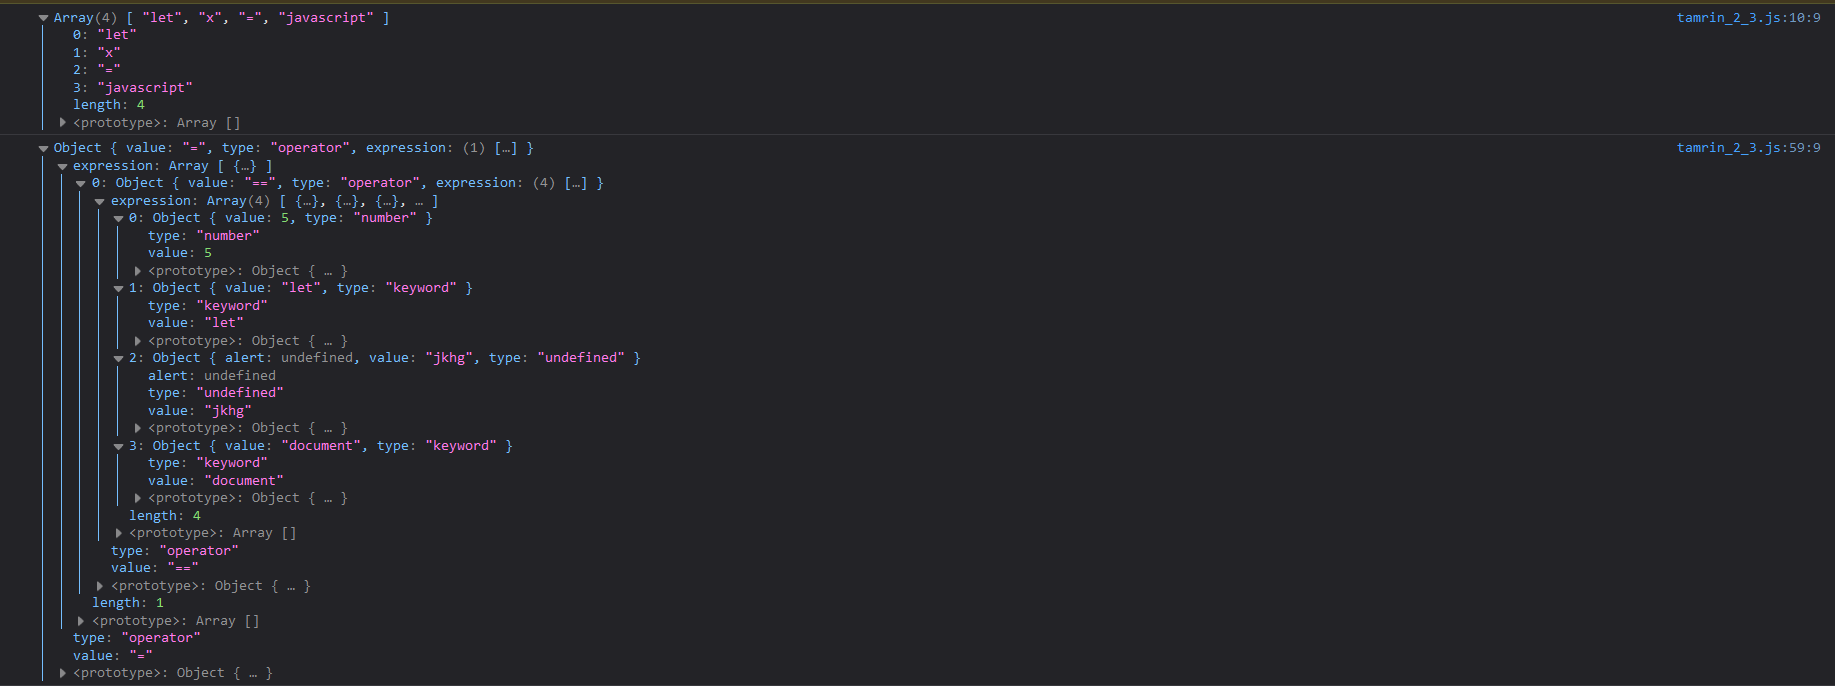 Array(4) [ "let", "x", "=", "javascript" ] tamrin_2_3.js:10:9
0: "let"
1: "x"
2: "="
3: "javascript"
length: 4
<prototype>: Array []
Object { value: "=", type: "operator", expression: (1) […] } tamrin_2_3.js:59:9
expression: Array [ {…} ]
0: Object { value: "==", type: "operator", expression: (4) […] }
expression: Array(4) [ {…}, {…}, {…}, … ]
0: Object { value: 5, type: "number" }
type: "number"
value: 5
<prototype>: Object { … }
1: Object { value: "let", type: "keyword" }
type: "keyword"
value: "let"
<prototype>: Object { … }
2: Object { alert: undefined, value: "jkhg", type: "undefined" }
alert: undefined
type: "undefined"
value: "jkhg"
<prototype>: Object { … }
3: Object { value: "document", type: "keyword" }
type: "keyword"
value: "document"
<prototype>: Object { … }
length: 4
<prototype>: Array []
type: "operator"
value: "=="
<prototype>: Object { … }
length: 1
<prototype>: Array []
type: "operator"
value: "="
<prototype>: Object { … }